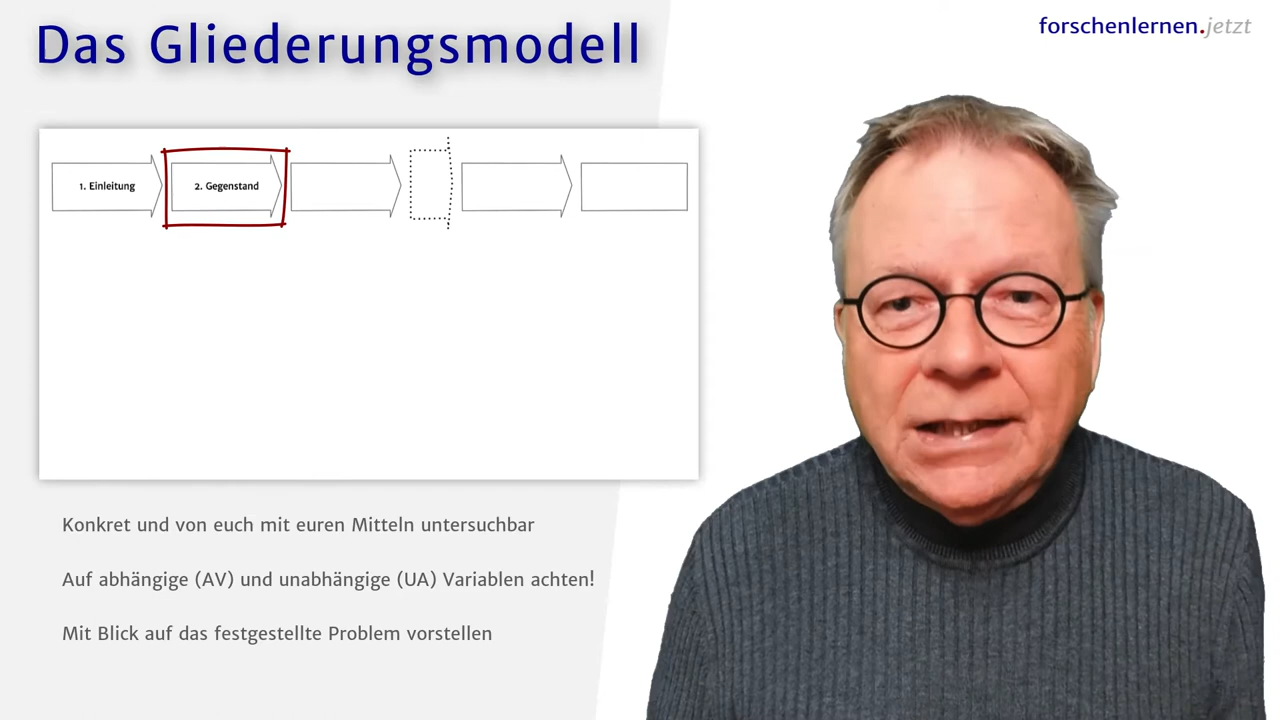 Das Gliederungsmodell
forschenlernen.jetzt
1. Einleitung
2. Gegenstand
Konkret und von euch mit euren Mitteln untersuchbar
Auf abhängige (AV) und unabhängige (UA) Variablen achten!
Mit Blick auf das festgestellte Problem vorstellen